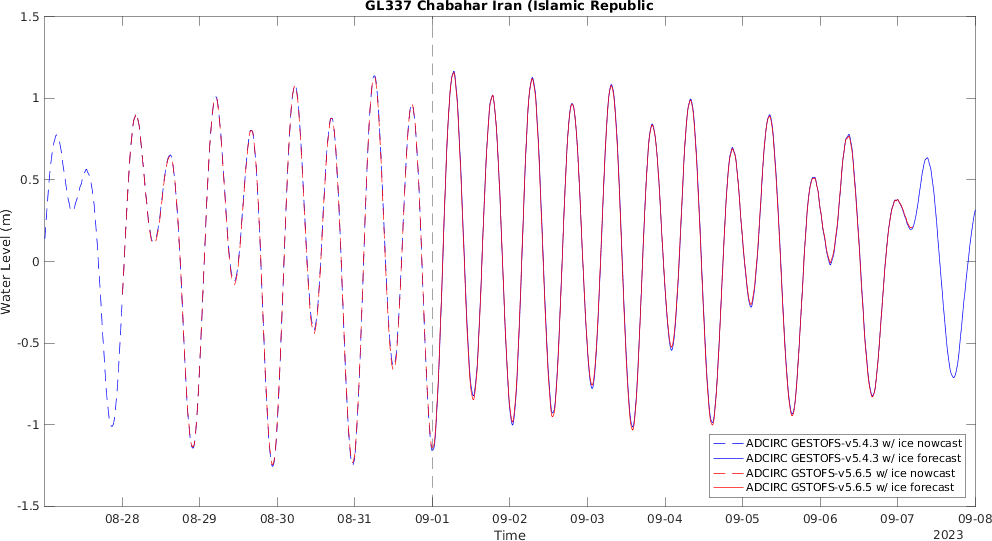 GL337 Chabahar Iran (Islamic Republic
1.5
1
0.5
0
-0.5
-1
-1.5
Water Level (m)
08-28 08-29 08-30 08-31 09-01 09-02 09-03 09-04 09-05 09-06 09-07 09-08
Time
2023
ADCIRC GESTOFS-v5.4.3 w/ ice nowcast
ADCIRC GESTOFS-v5.4.3 w/ ice forecast
ADCIRC GSTOFS-v5.6.5 w/ ice nowcast
ADCIRC GSTOFS-v5.6.5 w/ ice forecast